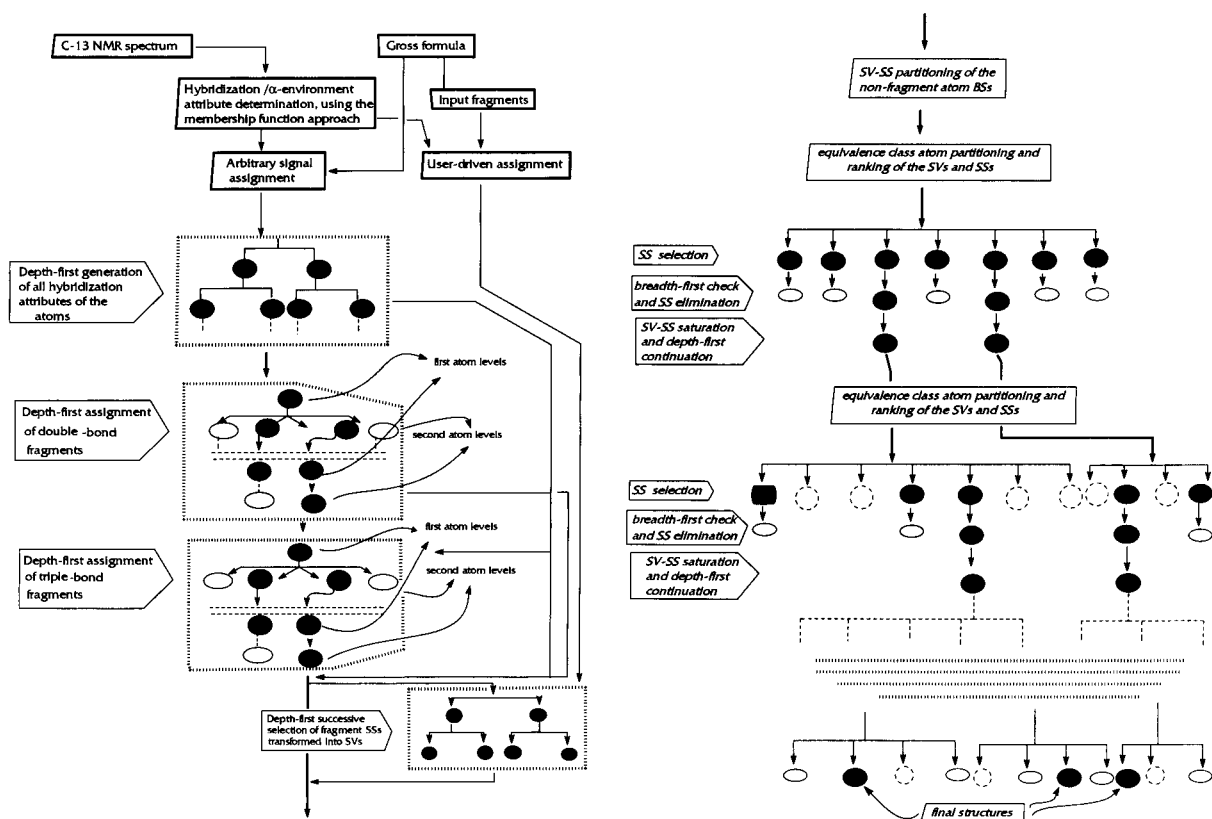 C-13 NMR spectrum
Gross formula
Hybridization /α-environment
attribute determination, using the
membership function approach
Input fragments
Arbitrary signal
assignment
User-driven assignment
Depth-first generation
of all hybridization
attributes of the
atoms
first atom levels
Depth-first assignment
of double -bond
fragments
second atom levels
first atom levels
Depth-first assignment
of triple-bond
fragments
second atom levels
Depth-first successive
selection of fragment SSs
transformed into SVs
SV-SS partitioning of the
non-fragment atom BSs
equivalence class atom partitioning and
ranking of the SVs and SSs
SS selection
breadth-first check
and SS elimination
SV-SS saturation
and depth-first
continuation
equivalence class atom partitioning and
ranking of the SVs and SSs
SS selection
breadth-first check
and SS elimination
SV-SS saturation
and depth-first
continuation
final structures